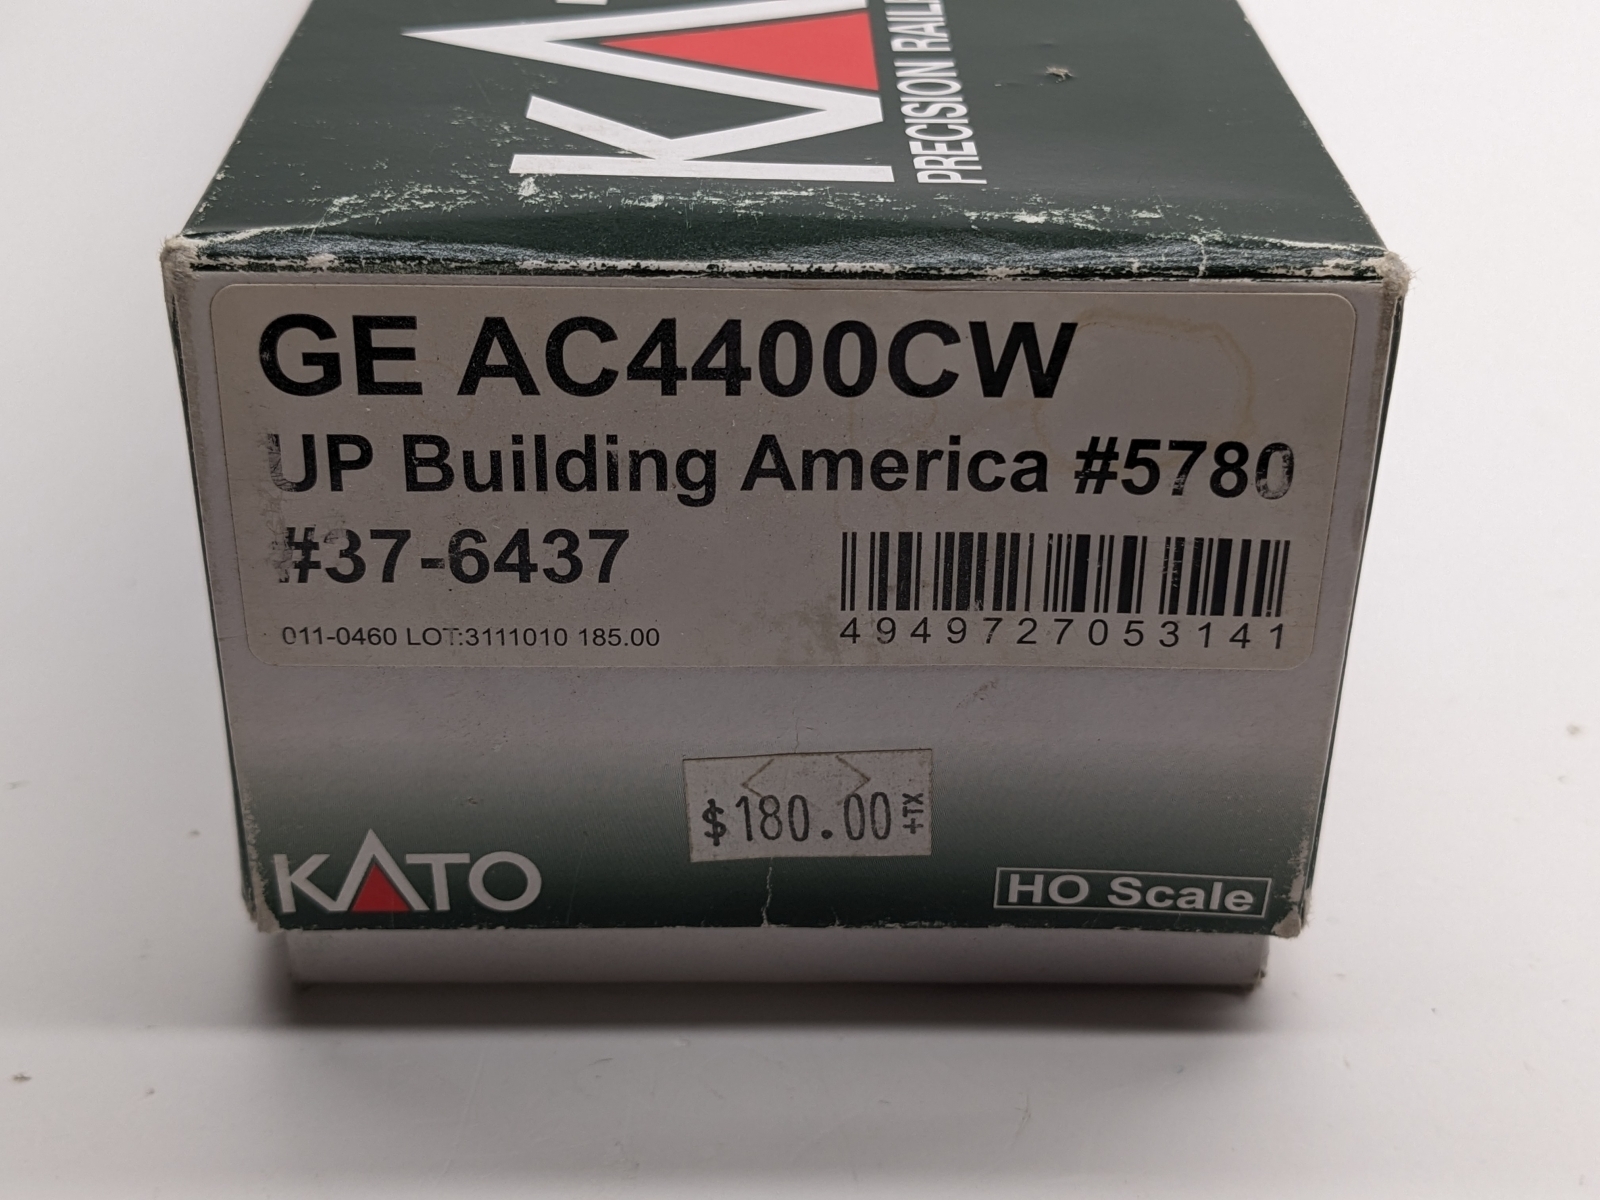 PRECISION
GE AC4400CW
UP Building America #5780
#37-6437
011-0460 LOT:3111010 185.00
4949727053141
$180.00 +TX
KATO
HO Scale